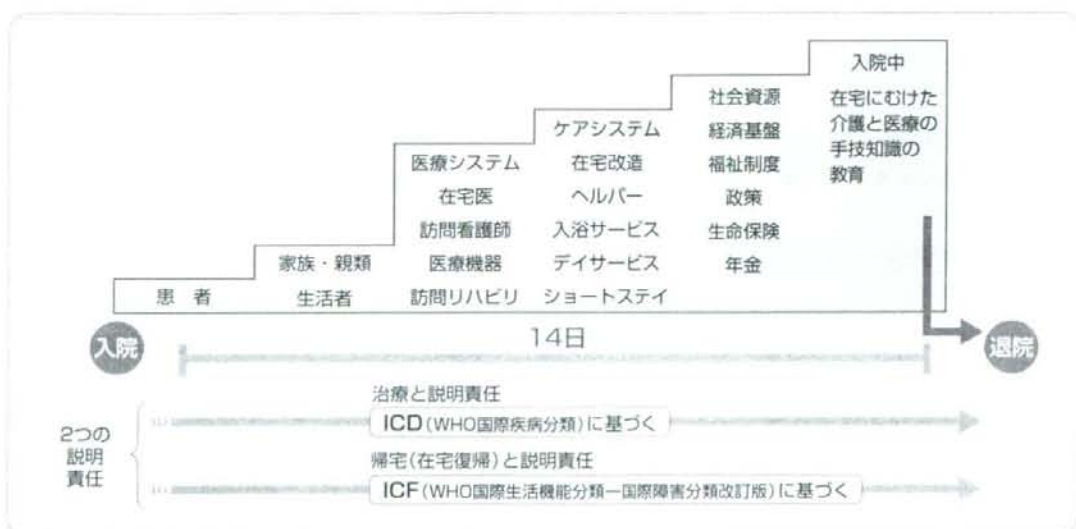 患 者
家族・親類
生活者
医療システム
在宅医
訪問看護師
医療機器
訪問リハビリ
ケアシステム
在宅改造
ヘルパー
入浴サービス
デイサービス
ショートステイ
社会資源
経済基盤
福祉制度
政策
生命保険
年金
入院中
在宅にむけた
介護と医療の
手技知識の
教育
入院
14日
退院
2つの
説明
責任
治療と説明責任
ICD(WHO国際疾病分類)に基づく
帰宅(在宅復帰)と説明責任
ICF(WHO国際生活機能分類―国際障害分類改訂版)に基づく